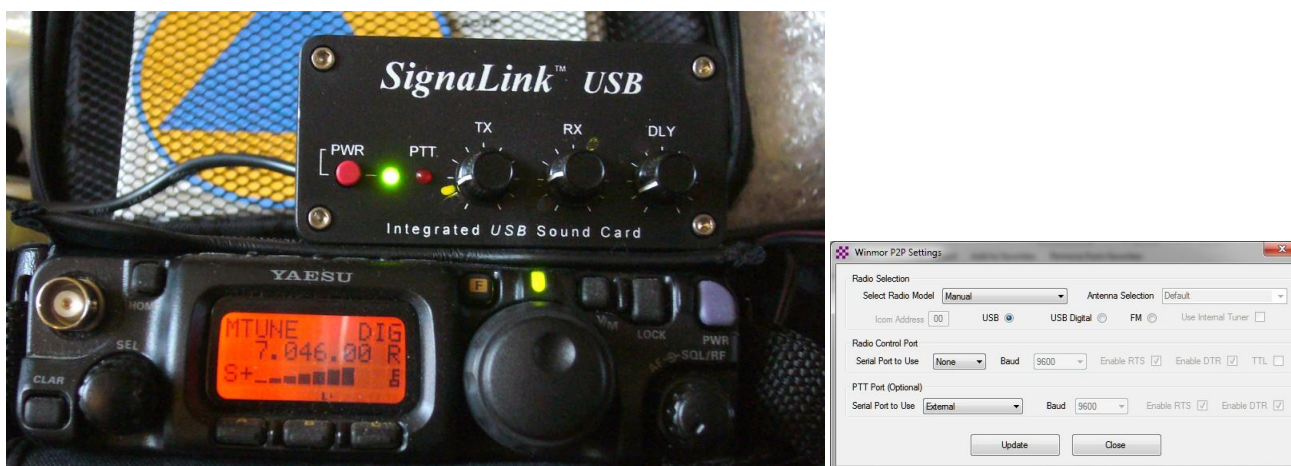 SignaLink™ USB
TX RX DLY
PWR PTT
Integrated USB Sound Card
YAESU
F
HOME
V/M LOCK
SEL
PWR
SQL/RF
CLAR
MTUNE DIG
7.046.00 R
S+
A B C
Winmor P2P Settings
Radio Selection
Select Radio Model Manual Antenna Selection Default
Icom Address 00 USB USB Digital FM Use Internal Tuner
Radio Control Port
Serial Port to Use None Baud 9600 Enable RTS Enable DTR TTL
PTT Port (Optional)
Serial Port to Use External Baud 9600 Enable RTS Enable DTR
Update Close